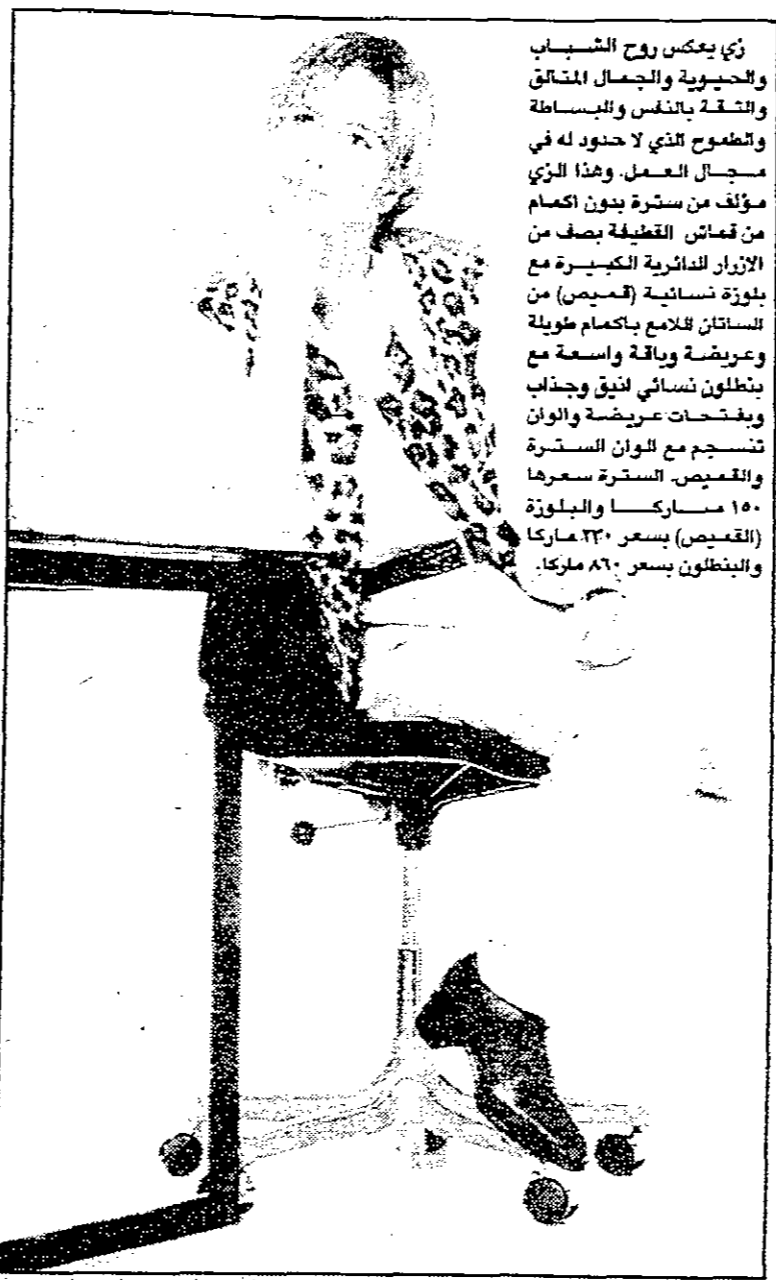 زي يعكس روح الشباب
والحيوية والجمال المتالق
والثقة بالنفس والبساطة
والطموح الذي لا حدود له في
مجال العمل. وهذا الزي
مؤلف من سترة بدون اكمام
من قماش القطيفة بصف من
الازرار الدائرية الكبيرة مع
بلوزة نسائية (قميص) من
الساتان اللامع باكمام طويلة
وعريضة وياقة واسعة مع
بنطلون نسائي انيق وجذاب
وبفتحات عريضة والوان
تنسجم مع الوان السترة
والقميص. السترة سعرها
١٥٠ ماركا والبلوزة
(القميص) بسعر ٢٣٠ ماركا
والبنطلون بسعر ٨٦٠ ماركا.